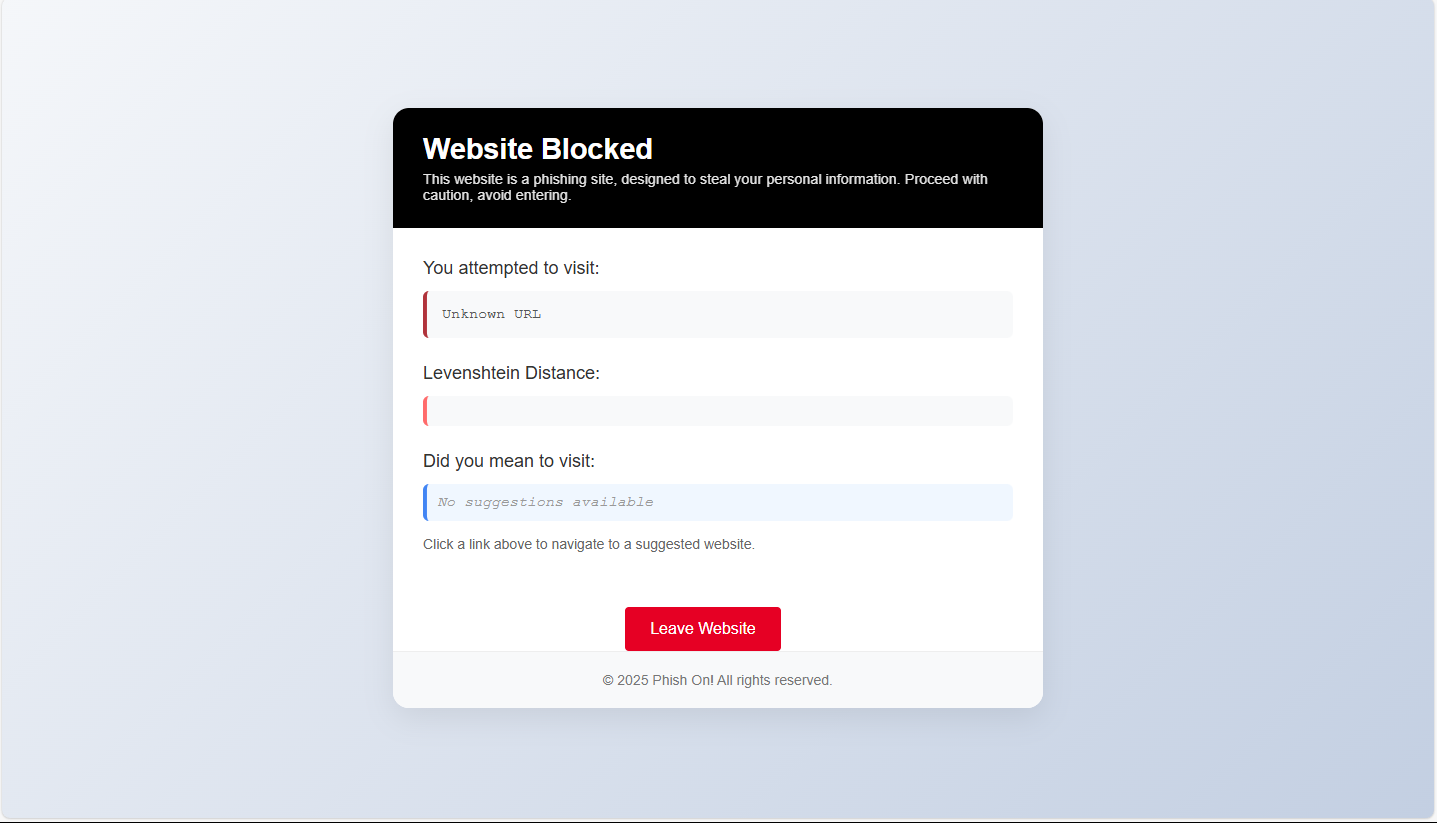 Website Blocked
This website is a phishing site, designed to steal your personal information. Proceed with
caution, avoid entering.
You attempted to visit:
Unknown URL
Levenshtein Distance:
Did you mean to visit:
No suggestions available
Click a link above to navigate to a suggested website.
Leave Website
© 2025 Phish On! All rights reserved.